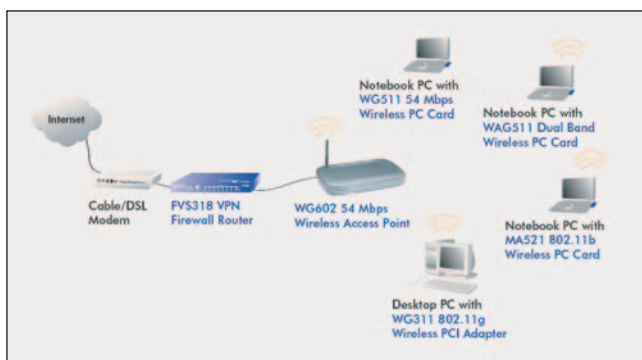 Internet
Cable/DSL
Modem
FVS318 VPN
Firewall Router
WG602 54 Mbps
Wireless Access Point
Notebook PC with
WG511 54 Mbps
Wireless PC Card
Notebook PC with
WAG511 Dual Band
Wireless PC Card
Notebook PC with
MA521 802.11b
Wireless PC Card
Desktop PC with
WG311 802.11g
Wireless PCI Adapter